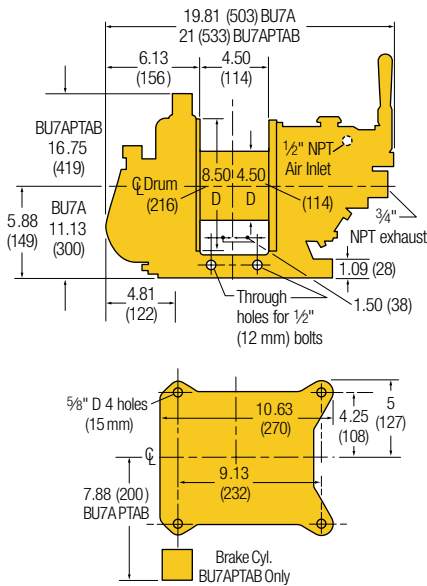 19.81 (503) BU7A
21 (533) BU7APTAB
6.13
(156)
4.50
(114)
BU7APTAB
16.75
(419)
½" NPT
Air Inlet
℄ Drum
8.50
(216)
D
4.50
D
(114)
5.88
(149)
BU7A
11.13
(300)
¾"
NPT exhaust
1.09 (28)
4.81
(122)
Through
holes for ½"
(12 mm) bolts
1.50 (38)
⅝" D 4 holes
(15 mm)
10.63
(270)
5
(127)
4.25
(108)
℄
9.13
(232)
7.88 (200)
BU7A PTAB
Brake Cyl.
BU7APTAB Only